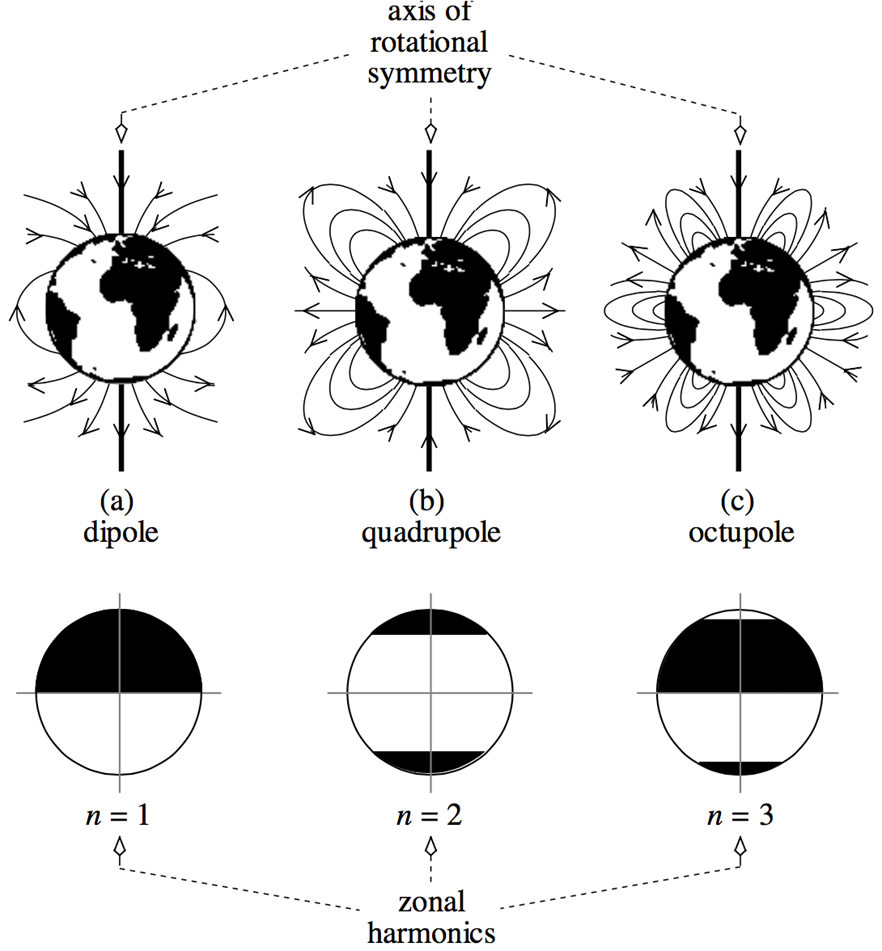 axis of
rotational
symmetry
(a)
dipole
(b)
quadrupole
(c)
octupole
n = 1
n = 2
n = 3
zonal
harmonics